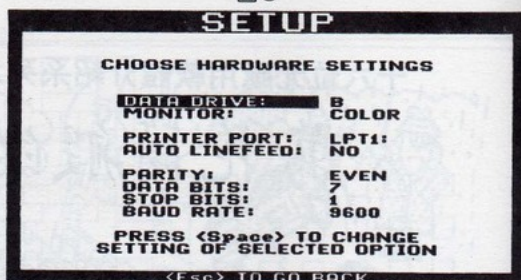 SETUP
CHOOSE HARDWARE SETTINGS
DATA DRIVE: B
MONITOR: COLOR
PRINTER PORT: LPT1:
AUTO LINEFEED: NO
PARITY: EVEN
DATA BITS: 7
STOP BITS: 1
BAUD RATE: 9600
PRESS <Space> TO CHANGE
SETTING OF SELECTED OPTION
<Esc> TO GO BACK